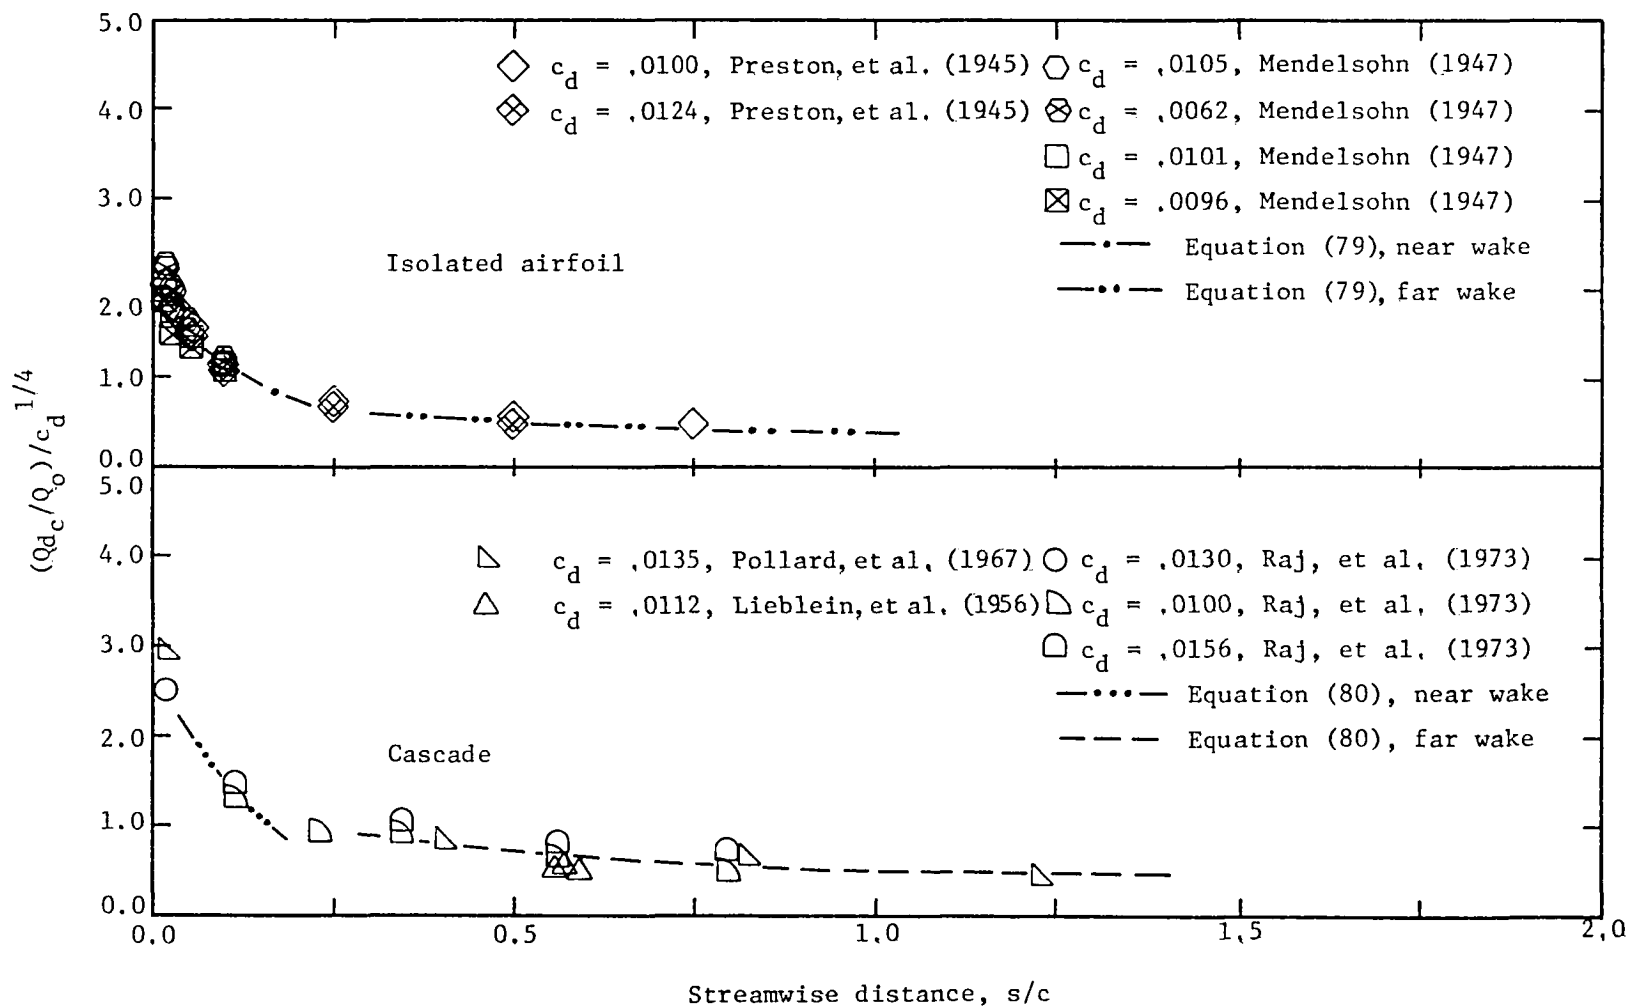 5.0
4.0
3.0
2.0
1.0
0.0
c_d = .0100, Preston, et al. (1945)
c_d = .0124, Preston, et al. (1945)
c_d = .0105, Mendelsohn (1947)
c_d = .0062, Mendelsohn (1947)
c_d = .0101, Mendelsohn (1947)
c_d = .0096, Mendelsohn (1947)
Equation (79), near wake
Equation (79), far wake
Isolated airfoil
(Qd_c/Q_o)/c_d^1/4
5.0
4.0
3.0
2.0
1.0
0.0
c_d = .0135, Pollard, et al. (1967)
c_d = .0112, Lieblein, et al. (1956)
c_d = .0130, Raj, et al. (1973)
c_d = .0100, Raj, et al. (1973)
c_d = .0156, Raj, et al. (1973)
Equation (80), near wake
Equation (80), far wake
Cascade
0.0 0.5 1.0 1.5 2.0
Streamwise distance, s/c